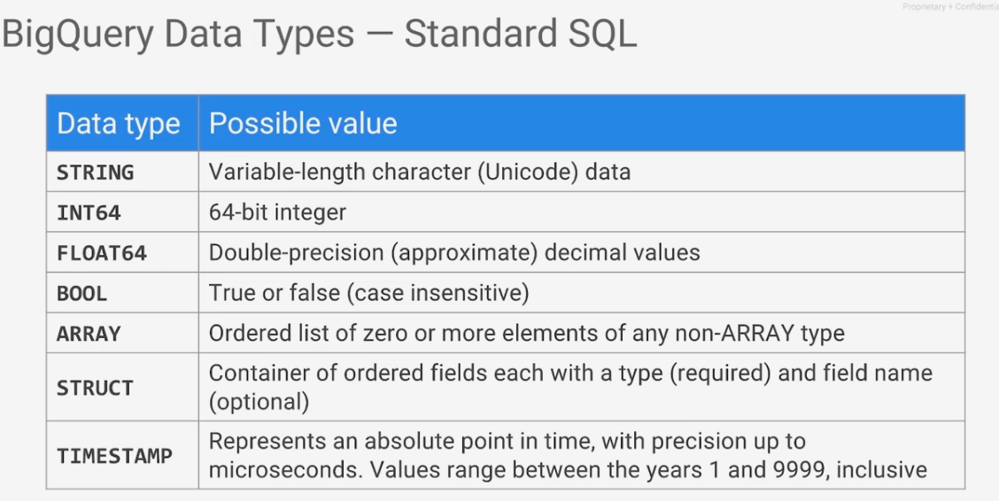 Proprietary + Confidentia
BigQuery Data Types — Standard SQL
Data type Possible value
STRING Variable-length character (Unicode) data
INT64 64-bit integer
FLOAT64 Double-precision (approximate) decimal values
BOOL True or false (case insensitive)
ARRAY Ordered list of zero or more elements of any non-ARRAY type
STRUCT Container of ordered fields each with a type (required) and field name
(optional)
TIMESTAMP Represents an absolute point in time, with precision up to
microseconds. Values range between the years 1 and 9999, inclusive